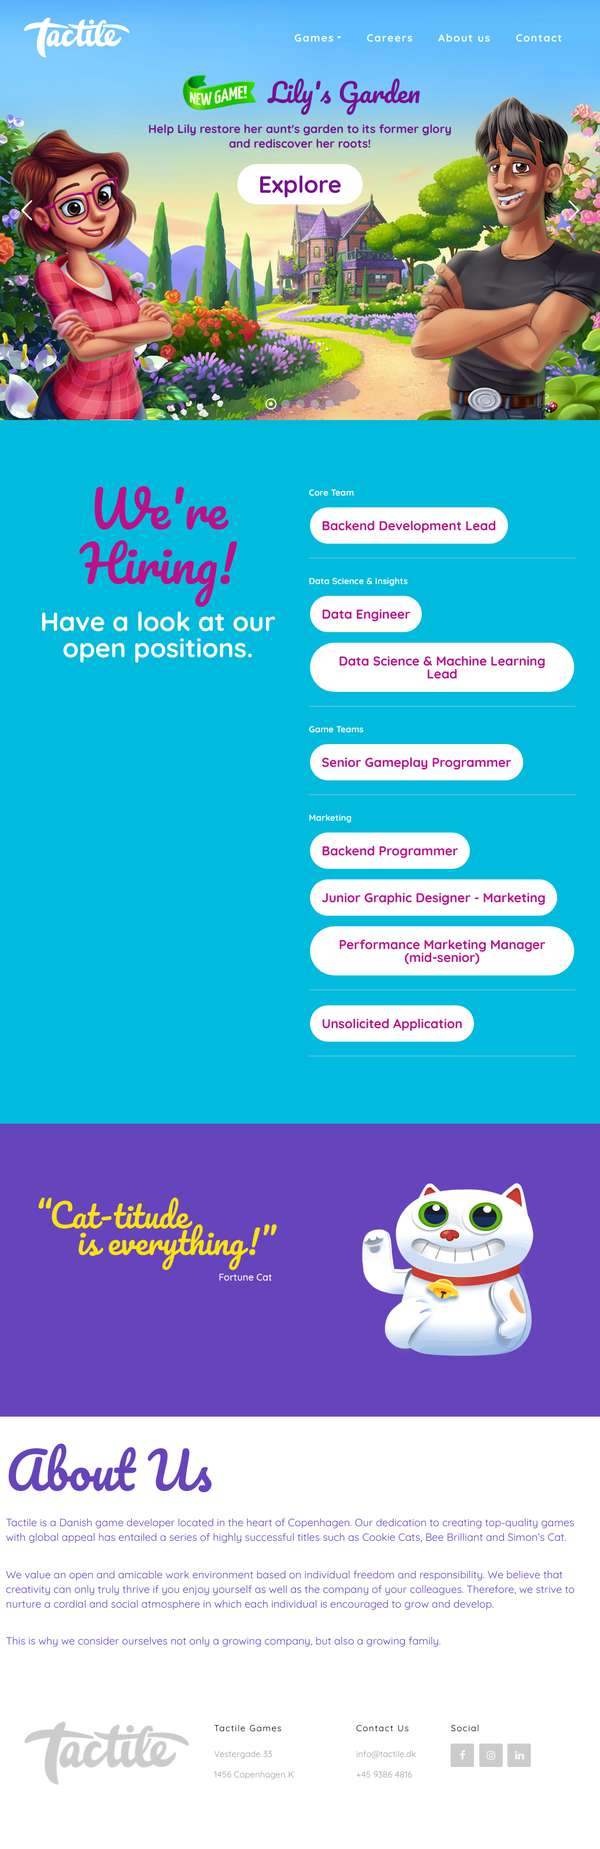 Tactile
Games
Careers
About us
Contact
NEW GAME!
Lily's Garden
Help Lily restore her aunt's garden to its former glory
and rediscover her roots!
Explore
We're
Hiring!
Have a look at our
open positions.
Core Team
Backend Development Lead
Data Science & Insights
Data Engineer
Data Science & Machine Learning
Lead
Game Teams
Senior Gameplay Programmer
Marketing
Backend Programmer
Junior Graphic Designer - Marketing
Performance Marketing Manager
(mid-senior)
Unsolicited Application
“Cat-titude
is everything!”
Fortune Cat
About Us
Tactile is a Danish game developer located in the heart of Copenhagen. Our dedication to creating top-quality games
with global appeal has entailed a series of highly successful titles such as Cookie Cats, Bee Brilliant and Simon's Cat.
We value an open and amicable work environment based on individual freedom and responsibility. We believe that
creativity can only truly thrive if you enjoy yourself as well as the company of your colleagues. Therefore, we strive to
nurture a cordial and social atmosphere in which each individual is encouraged to grow and develop.
This is why we consider ourselves not only a growing company, but also a growing family.
Tactile
Tactile Games
Vestergade 33
1456 Copenhagen K
Contact Us
info@tactile.dk
+45 9386 4816
Social